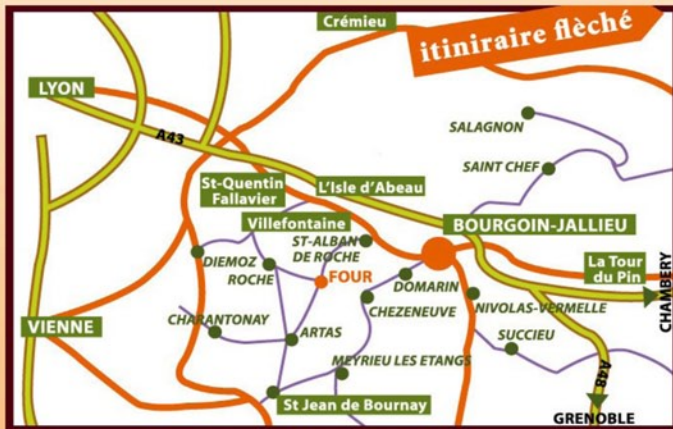 Crémieu
itiniraire flèché
LYON
A43
SALAGNON
SAINT CHEF
St-Quentin
Fallavier
L'Isle d'Abeau
Villefontaine
BOURGOIN-JALLIEU
ST-ALBAN
DE ROCHE
DIEMOZ
ROCHE
FOUR
DOMARIN
La Tour
du Pin
CHAMBERY
VIENNE
CHARANTONAY
ARTAS
CHEZENEUVE
NIVOLAS-VERMELLE
SUCCIEU
MEYRIEU LES ETANGS
A48
St Jean de Bournay
GRENOBLE